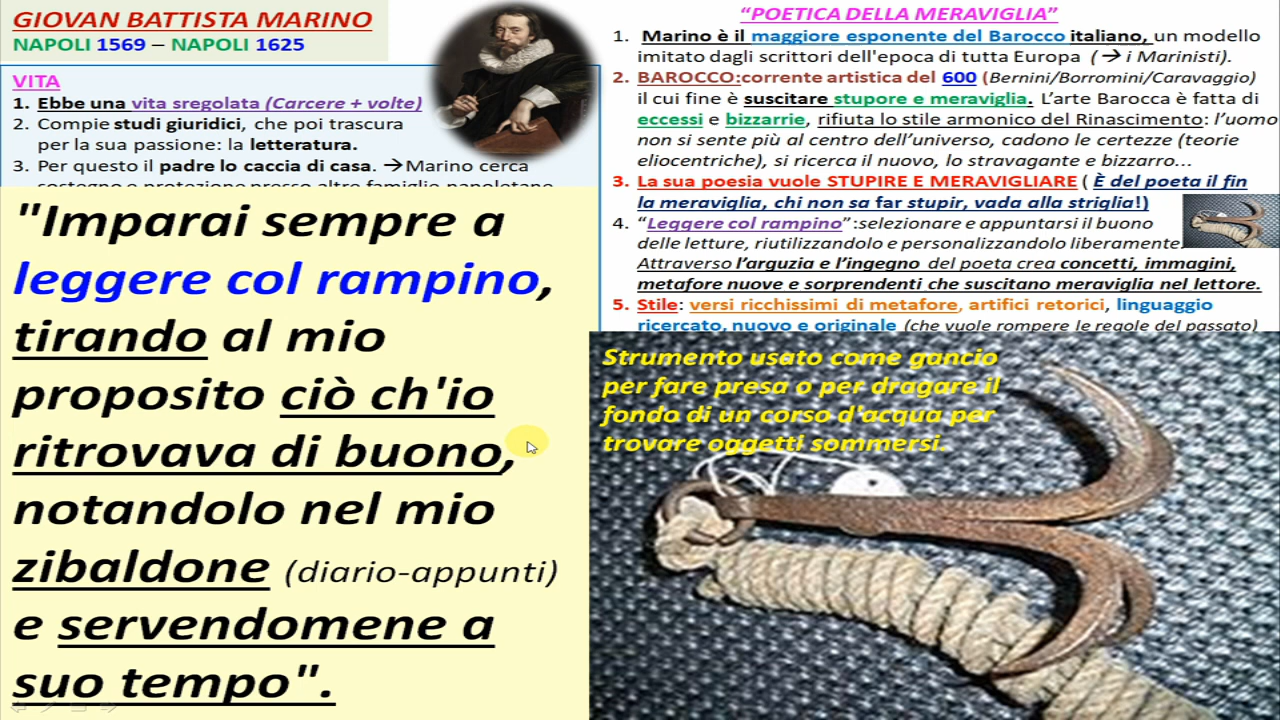 GIOVAN BATTISTA MARINO
NAPOLI 1569 – NAPOLI 1625
VITA
1. Ebbe una vita sregolata (Carcere + volte)
2. Compie studi giuridici, che poi trascura
per la sua passione: la letteratura.
3. Per questo il padre lo caccia di casa. →Marino cerca
sostegno e protezione presso altre famiglie napoletane
"Imparai sempre a
leggere col rampino,
tirando al mio
proposito ciò ch'io
ritrovava di buono,
notandolo nel mio
zibaldone (diario-appunti)
e servendomene a
suo tempo".
“POETICA DELLA MERAVIGLIA”
1. Marino è il maggiore esponente del Barocco italiano, un modello
imitato dagli scrittori dell'epoca di tutta Europa (→ i Marinisti).
2. BAROCCO:corrente artistica del 600 (Bernini/Borromini/Caravaggio)
il cui fine è suscitare stupore e meraviglia. L’arte Barocca è fatta di
eccessi e bizzarrie, rifiuta lo stile armonico del Rinascimento: l’uomo
non si sente più al centro dell’universo, cadono le certezze (teorie
eliocentriche), si ricerca il nuovo, lo stravagante e bizzarro…
3. La sua poesia vuole STUPIRE E MERAVIGLIARE ( È del poeta il fin
la meraviglia, chi non sa far stupir, vada alla striglia!)
4. “Leggere col rampino” :selezionare e appuntarsi il buono
delle letture, riutilizzandolo e personalizzandolo liberamente.
Attraverso l’arguzia e l’ingegno del poeta crea concetti, immagini,
metafore nuove e sorprendenti che suscitano meraviglia nel lettore.
5. Stile: versi ricchissimi di metafore, artifici retorici, linguaggio
ricercato, nuovo e originale (che vuole rompere le regole del passato)
Strumento usato come gancio
per fare presa o per dragare il
fondo di un corso d'acqua per
trovare oggetti sommersi.